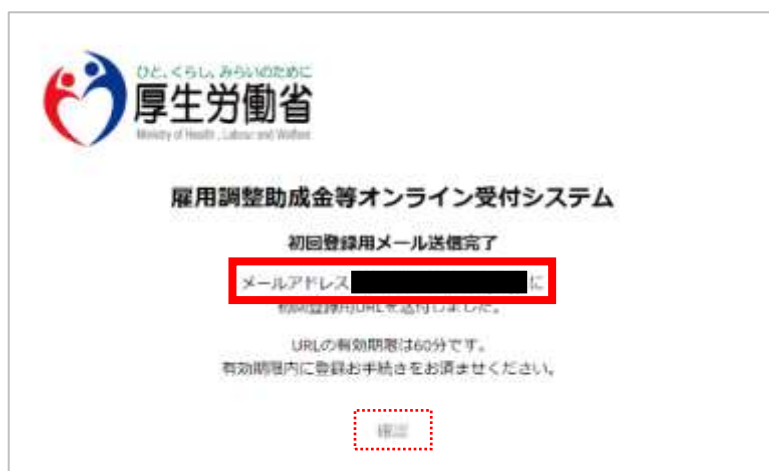 ひと、くらし、みらいのために
厚生労働省
Ministry of Health, Labour and Welfare
雇用調整助成金等オンライン受付システム
初回登録用メール送信完了
メールアドレス に
初回登録用URLを送付しました。
URLの有効期限は60分です。
有効期限内に登録お手続きをお済ませください。
確認